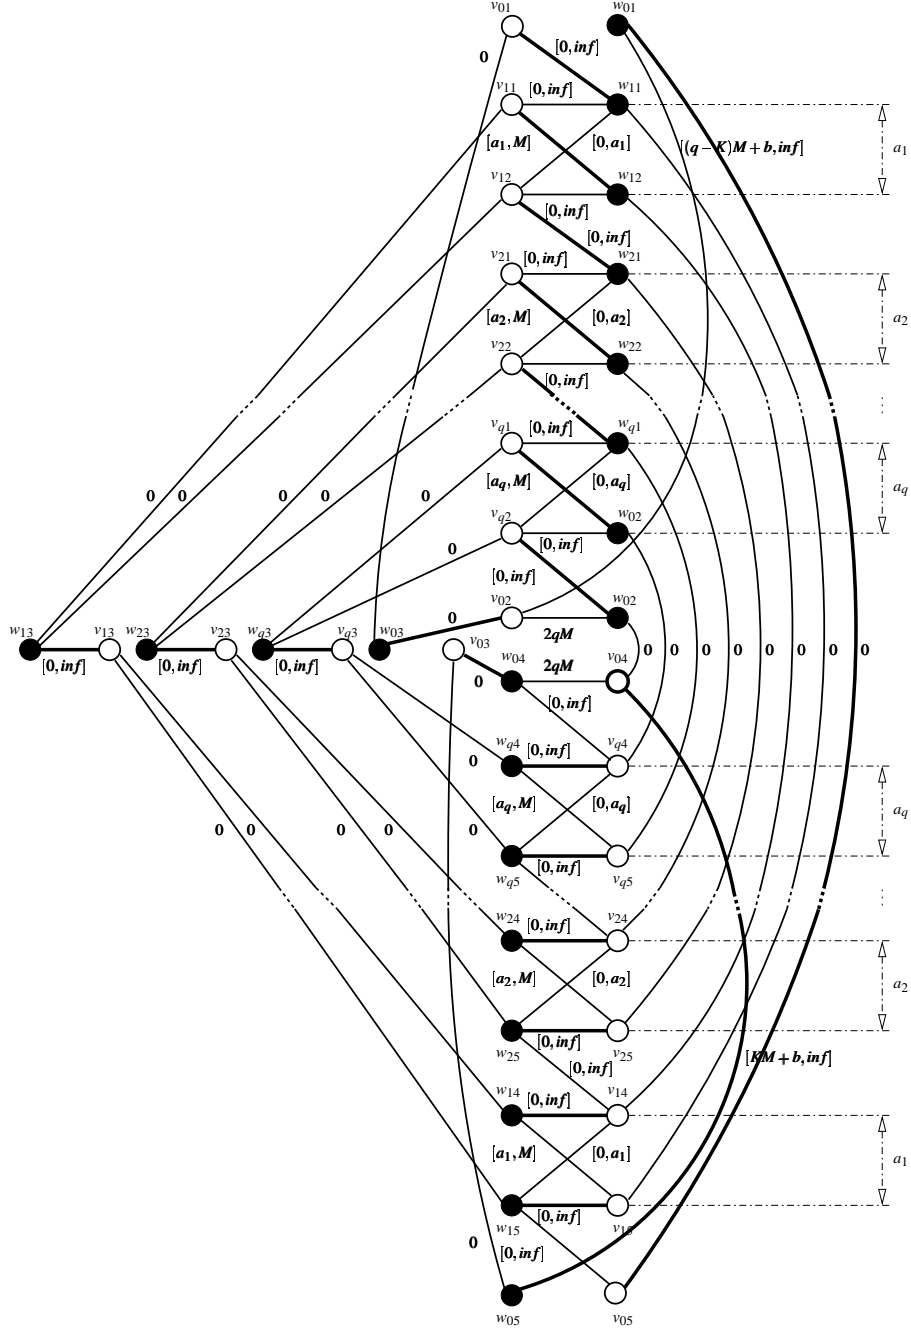 v01 w01
0 [0,inf]
v11 [0,inf] w11
[a1,M] [0,a1] [(q−K)M+b,inf] a1
v12 w12
[0,inf]
[0,inf]
v21 [0,inf] w21
[a2,M] [0,a2] a2
v22 w22
[0,inf]
⋮
vq1 [0,inf] wq1
[aq,M] [0,aq] aq
0 0 0 0 0
vq2 w02
[0,inf]
0
[0,inf]
v02 w02
0
2qM
w13 v13 w23 v23 wq3 vq3 w03 v03
[0,inf] [0,inf] [0,inf]
0 0 0 0 0 0 0 0
w04 2qM v04
0
[0,inf]
wq4 [0,inf] vq4
0
[aq,M] [0,aq] aq
0 0 0 0 0
[0,inf]
wq5 vq5
⋮
w24 [0,inf] v24
[a2,M] [0,a2] a2
[0,inf]
w25 v25
[0,inf] [KM+b,inf]
w14 [0,inf] v14
[a1,M] [0,a1] a1
[0,inf]
w15 v15
0 [0,inf]
w05 v05